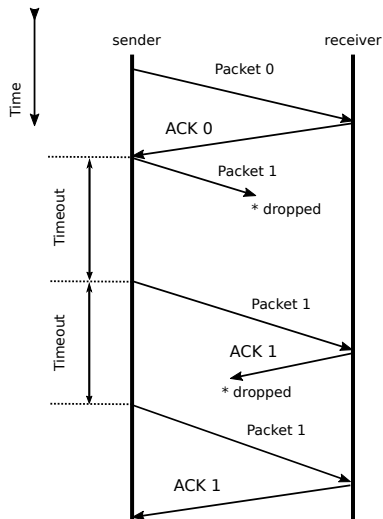 sender
receiver
Time
Packet 0
ACK 0
Packet 1
* dropped
Timeout
Packet 1
Timeout
ACK 1
* dropped
Packet 1
ACK 1